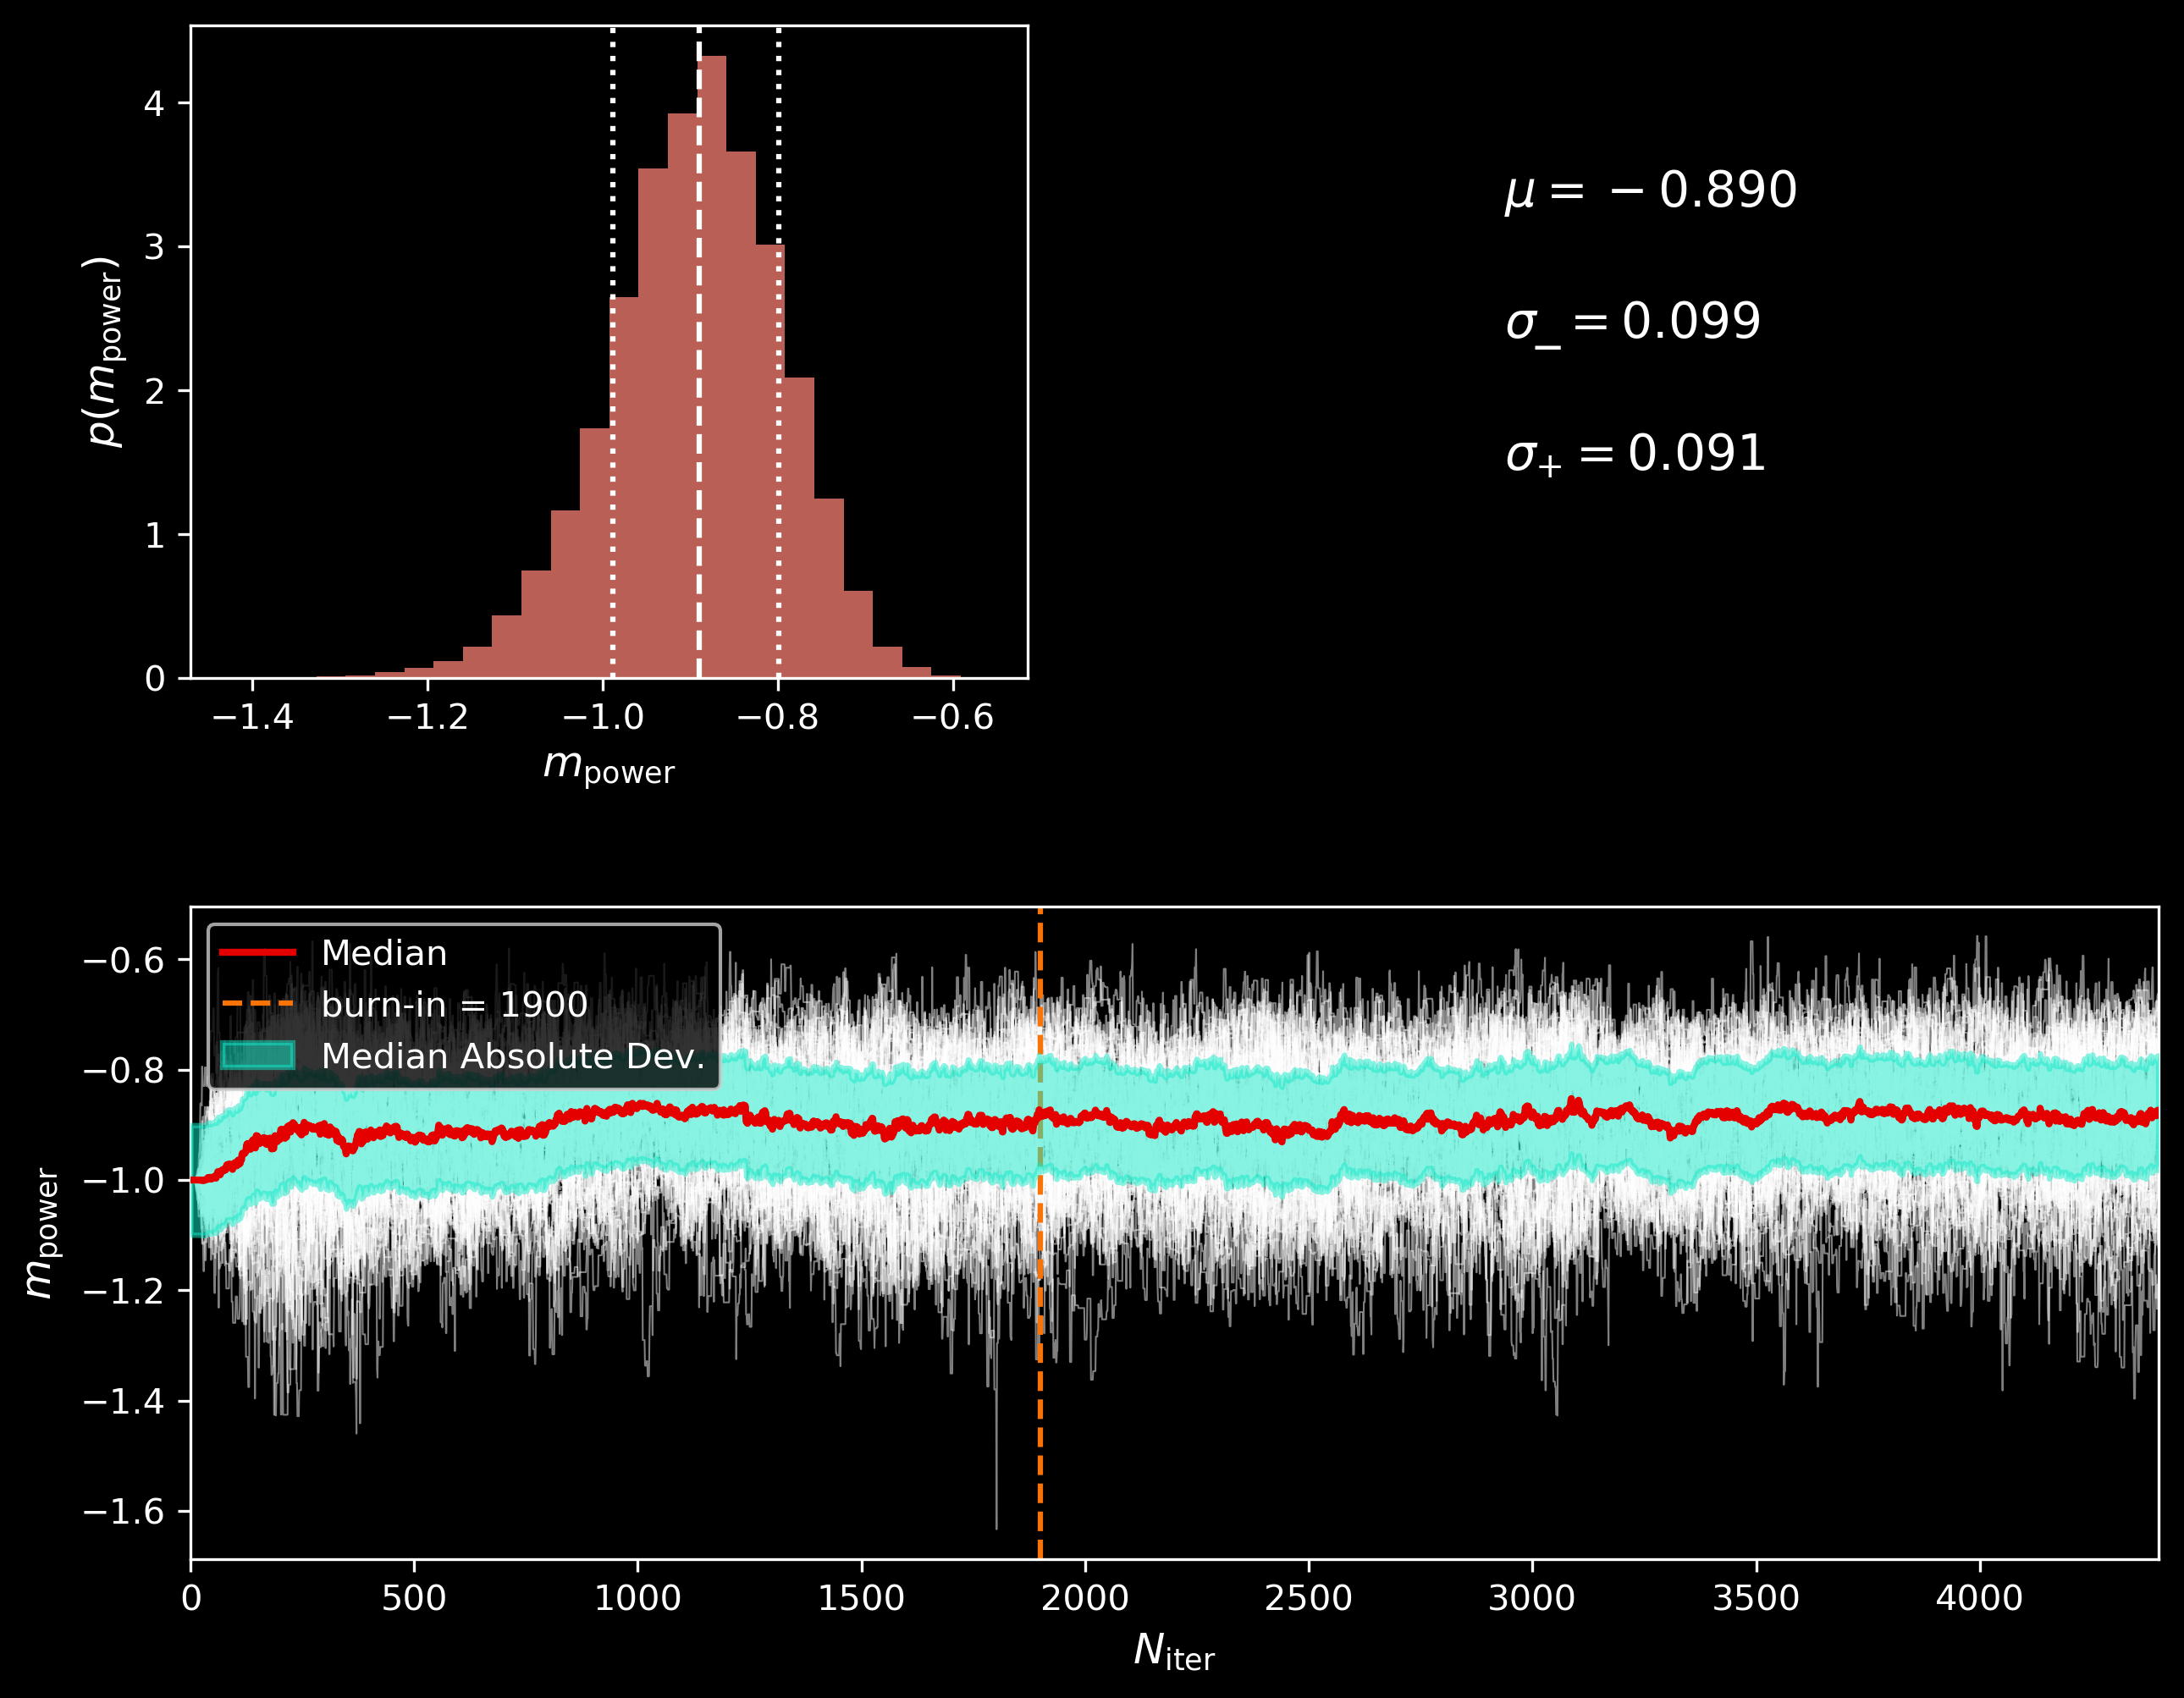 4
3
2
1
0
p(m_power)
−1.4 −1.2 −1.0 −0.8 −0.6
m_power
μ = −0.890
σ_− = 0.099
σ_+ = 0.091
Median
burn-in = 1900
Median Absolute Dev.
−0.6
−0.8
−1.0
−1.2
−1.4
−1.6
m_power
0 500 1000 1500 2000 2500 3000 3500 4000
N_iter